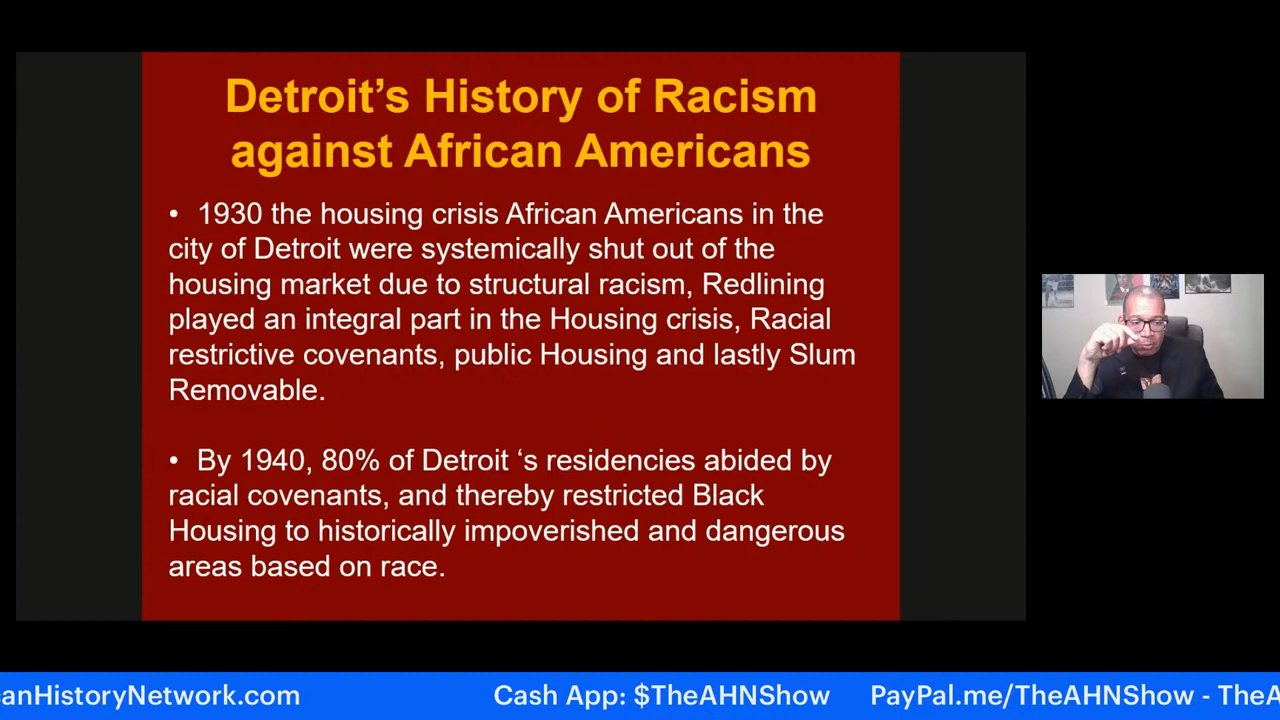 Detroit’s History of Racism
against African Americans
• 1930 the housing crisis African Americans in the
city of Detroit were systemically shut out of the
housing market due to structural racism, Redlining
played an integral part in the Housing crisis, Racial
restrictive covenants, public Housing and lastly Slum
Removable.
• By 1940, 80% of Detroit ‘s residencies abided by
racial covenants, and thereby restricted Black
Housing to historically impoverished and dangerous
areas based on race.
canHistoryNetwork.com Cash App: $TheAHNShow PayPal.me/TheAHNShow - TheA